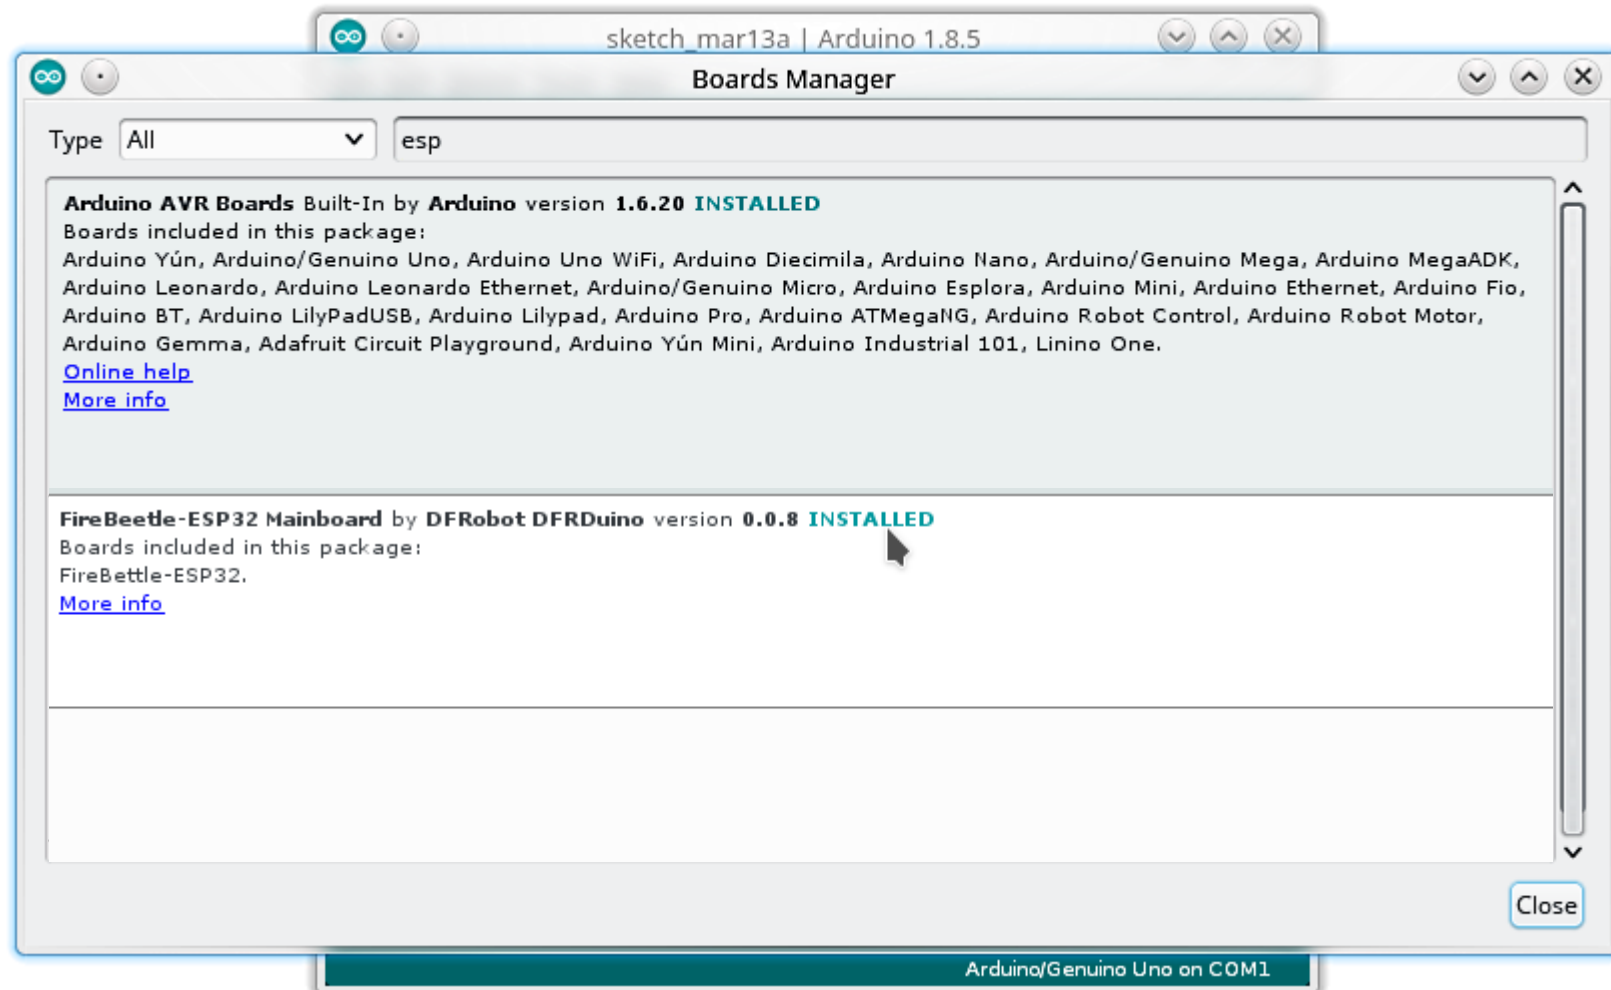 sketch_mar13a | Arduino 1.8.5
Boards Manager
Type All esp
Arduino AVR Boards Built-In by Arduino version 1.6.20 INSTALLED
Boards included in this package:
Arduino Yún, Arduino/Genuino Uno, Arduino Uno WiFi, Arduino Diecimila, Arduino Nano, Arduino/Genuino Mega, Arduino MegaADK,
Arduino Leonardo, Arduino Leonardo Ethernet, Arduino/Genuino Micro, Arduino Esplora, Arduino Mini, Arduino Ethernet, Arduino Fio,
Arduino BT, Arduino LilyPadUSB, Arduino Lilypad, Arduino Pro, Arduino ATMegaNG, Arduino Robot Control, Arduino Robot Motor,
Arduino Gemma, Adafruit Circuit Playground, Arduino Yún Mini, Arduino Industrial 101, Linino One.
Online help
More info
FireBeetle-ESP32 Mainboard by DFRobot DFRDuino version 0.0.8 INSTALLED
Boards included in this package:
FireBettle-ESP32.
More info
Close
Arduino/Genuino Uno on COM1